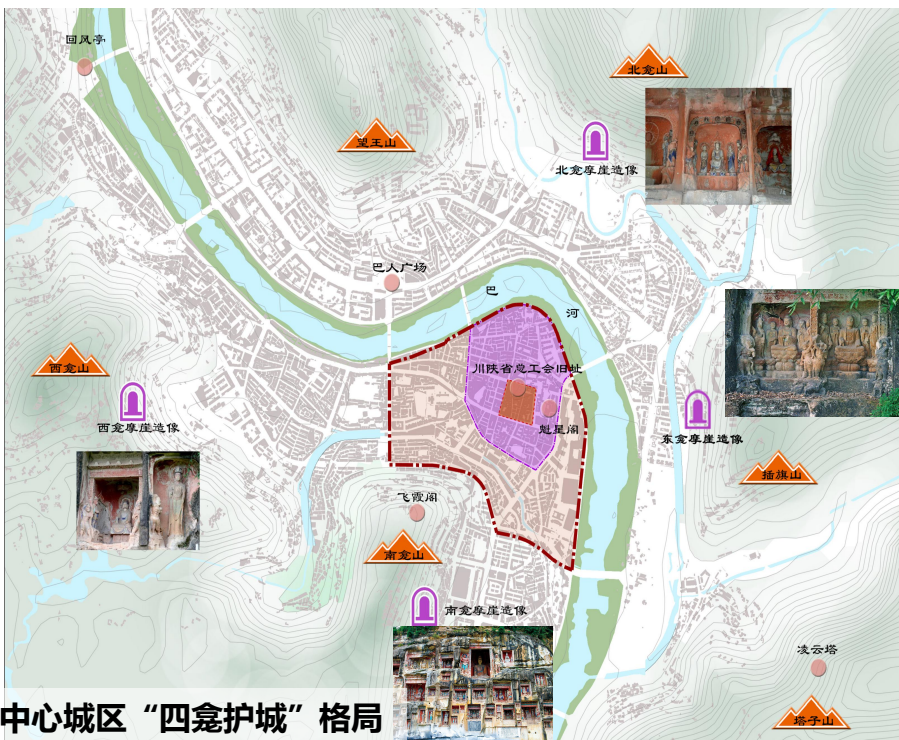 回风亭
北龛山
望王山
北龛摩崖造像
巴人广场
巴
河
西龛山
川陕省总工会旧址
西龛摩崖造像
魁星阁
东龛摩崖造像
插旗山
飞霞阁
南龛山
南龛摩崖造像
凌云塔
塔子山
中心城区“四龛护城”格局